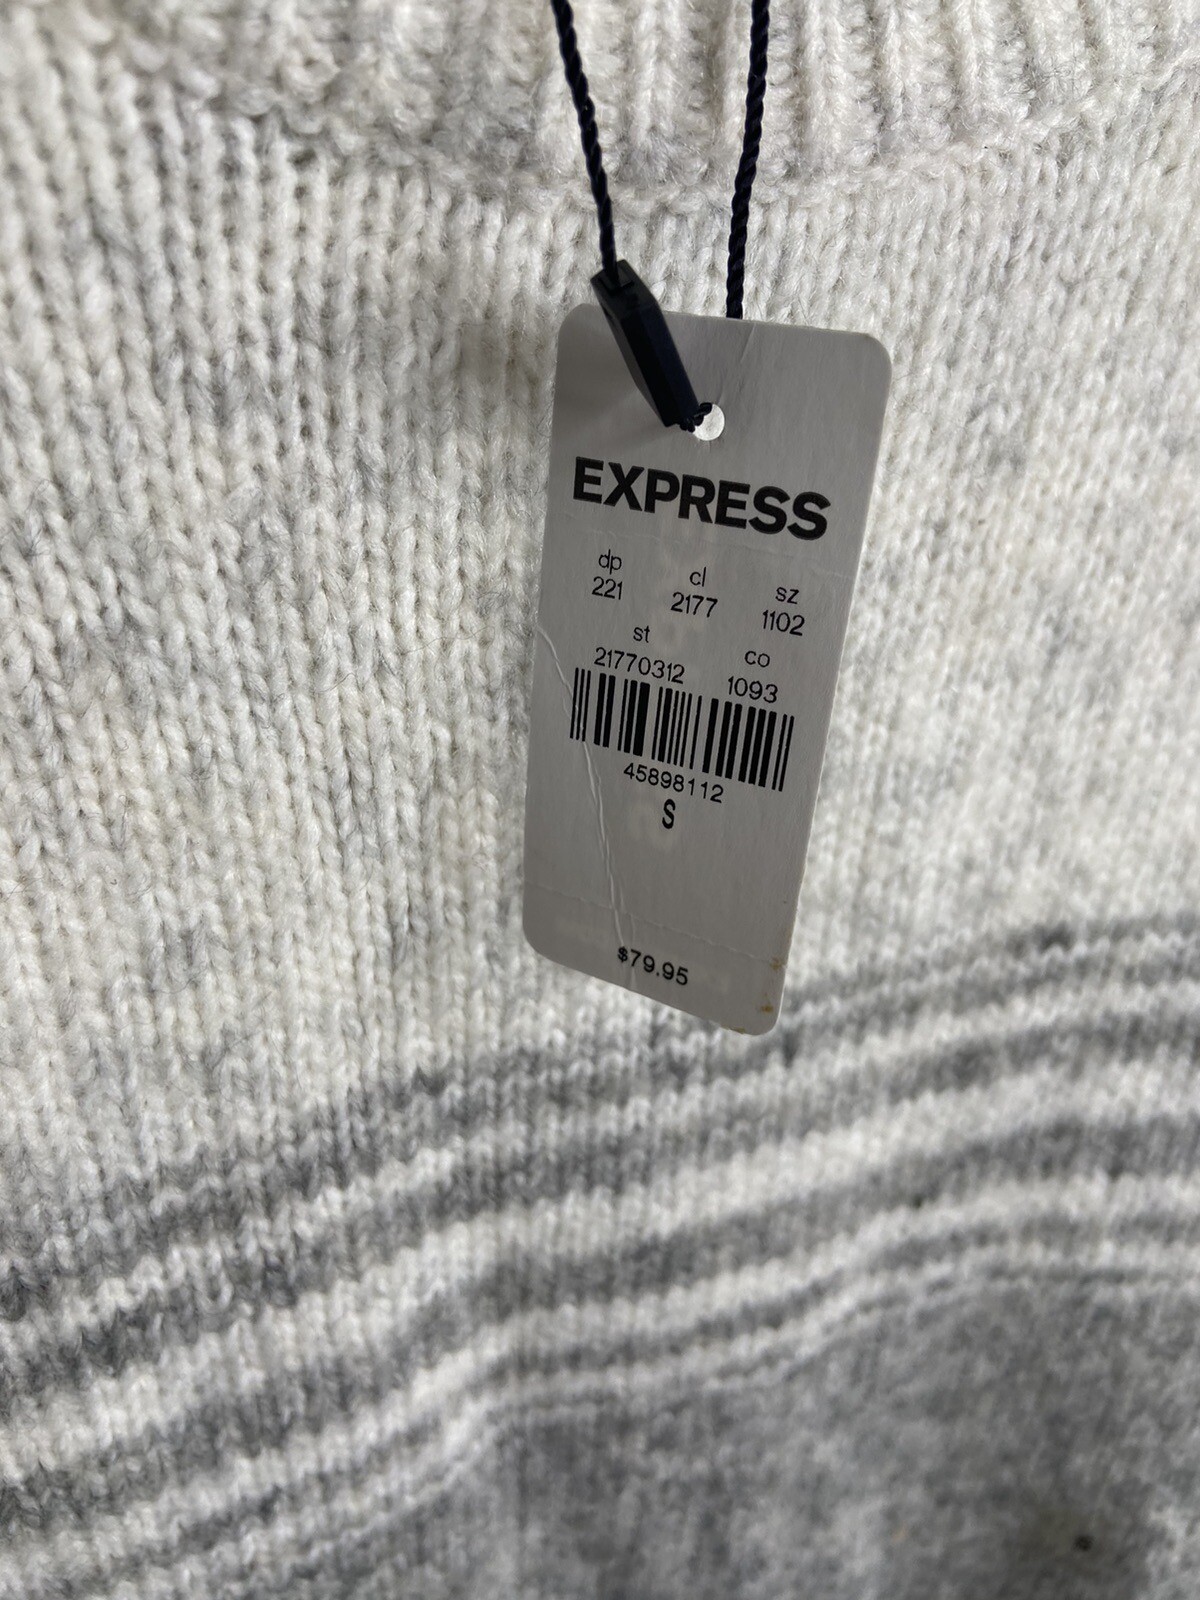 EXPRESS
dp cl sz
221 2177 1102
st co
21770312 1093
45898112
S
$79.95